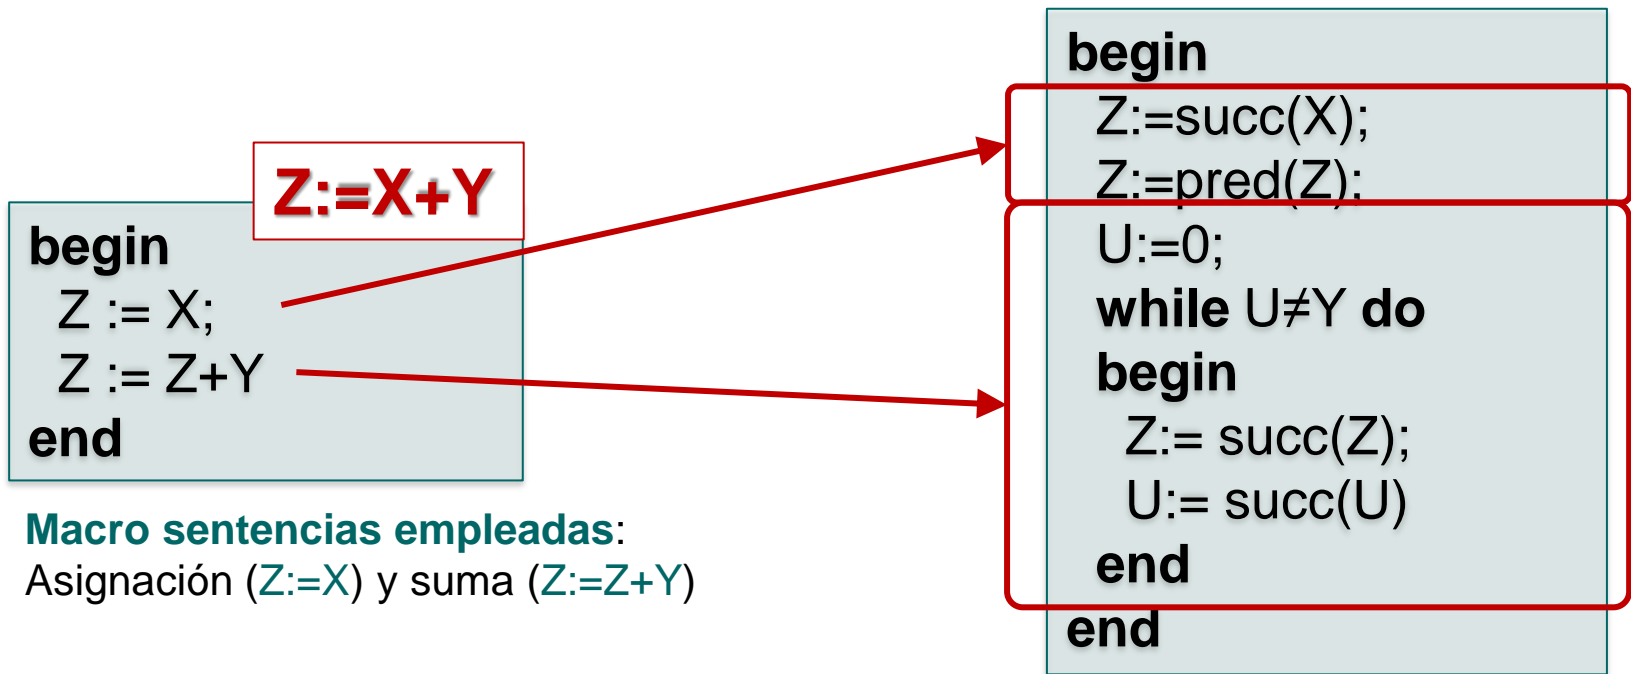 Z:=X+Y
begin
Z := X;
Z := Z+Y
end
Macro sentencias empleadas:
Asignación (Z:=X) y suma (Z:=Z+Y)
begin
Z:=succ(X);
Z:=pred(Z);
U:=0;
while U≠Y do
begin
Z:= succ(Z);
U:= succ(U)
end
end